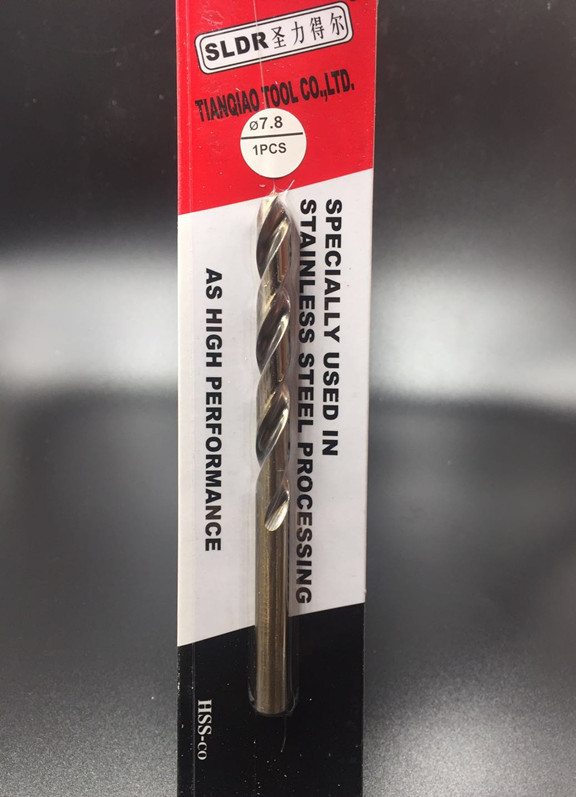 SLDR圣力得尔
TIANQIAO TOOL CO.,LTD.
Ø7.8
1PCS
SPECIALLY USED IN
STAINLESS STEEL PROCESSING
AS HIGH PERFORMANCE
HSS-CO